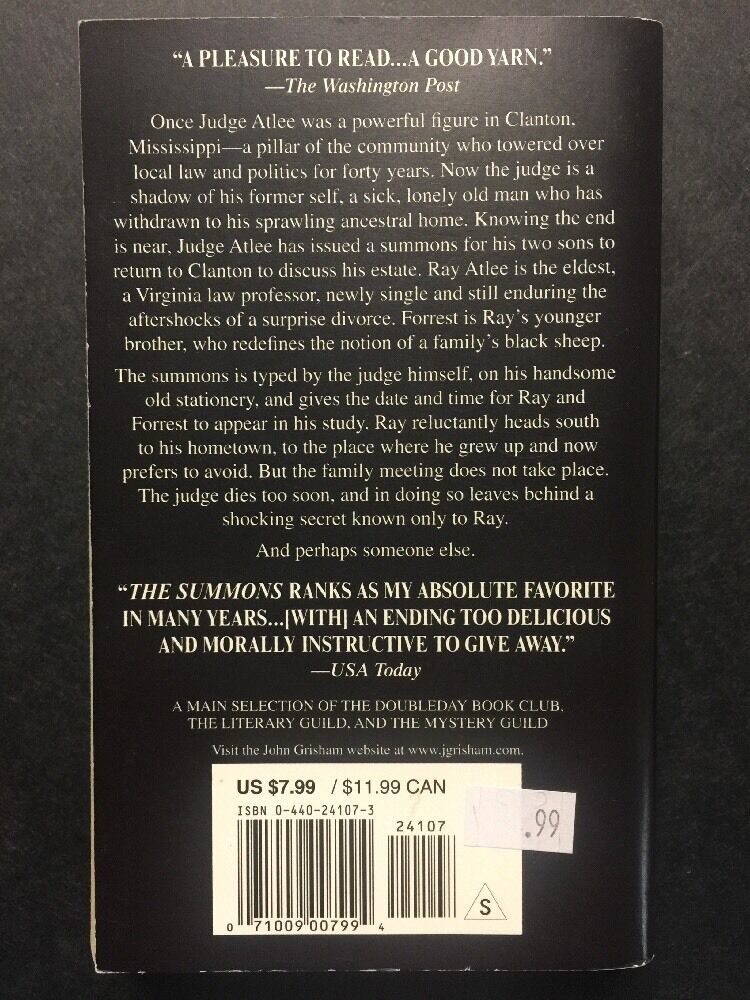 “A PLEASURE TO READ...A GOOD YARN.”
—The Washington Post
Once Judge Atlee was a powerful figure in Clanton,
Mississippi—a pillar of the community who towered over
local law and politics for forty years. Now the judge is a
shadow of his former self, a sick, lonely old man who has
withdrawn to his sprawling ancestral home. Knowing the end
is near, Judge Atlee has issued a summons for his two sons to
return to Clanton to discuss his estate. Ray Atlee is the eldest,
a Virginia law professor, newly single and still enduring the
aftershocks of a surprise divorce. Forrest is Ray’s younger
brother, who redefines the notion of a family’s black sheep.
The summons is typed by the judge himself, on his handsome
old stationery, and gives the date and time for Ray and
Forrest to appear in his study. Ray reluctantly heads south
to his hometown, to the place where he grew up and now
prefers to avoid. But the family meeting does not take place.
The judge dies too soon, and in doing so leaves behind a
shocking secret known only to Ray.
And perhaps someone else.
“THE SUMMONS RANKS AS MY ABSOLUTE FAVORITE
IN MANY YEARS...[WITH] AN ENDING TOO DELICIOUS
AND MORALLY INSTRUCTIVE TO GIVE AWAY.”
—USA Today
A MAIN SELECTION OF THE DOUBLEDAY BOOK CLUB,
THE LITERARY GUILD, AND THE MYSTERY GUILD
Visit the John Grisham website at www.jgrisham.com.
US $7.99 / $11.99 CAN
ISBN 0-440-24107-3
24107
.99
S
0 71009 00799 4